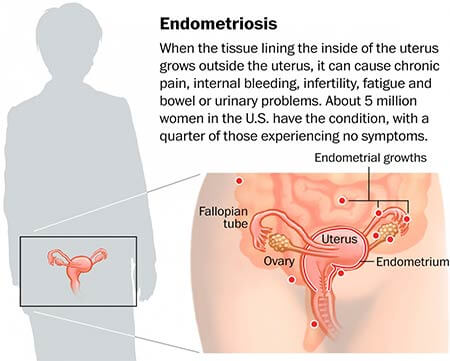 Endometriosis
When the tissue lining the inside of the uterus
grows outside the uterus, it can cause chronic
pain, internal bleeding, infertility, fatigue and
bowel or urinary problems. About 5 million
women in the U.S. have the condition, with a
quarter of those experiencing no symptoms.
Endometrial growths
Fallopian
tube
Uterus
Ovary
Endometrium